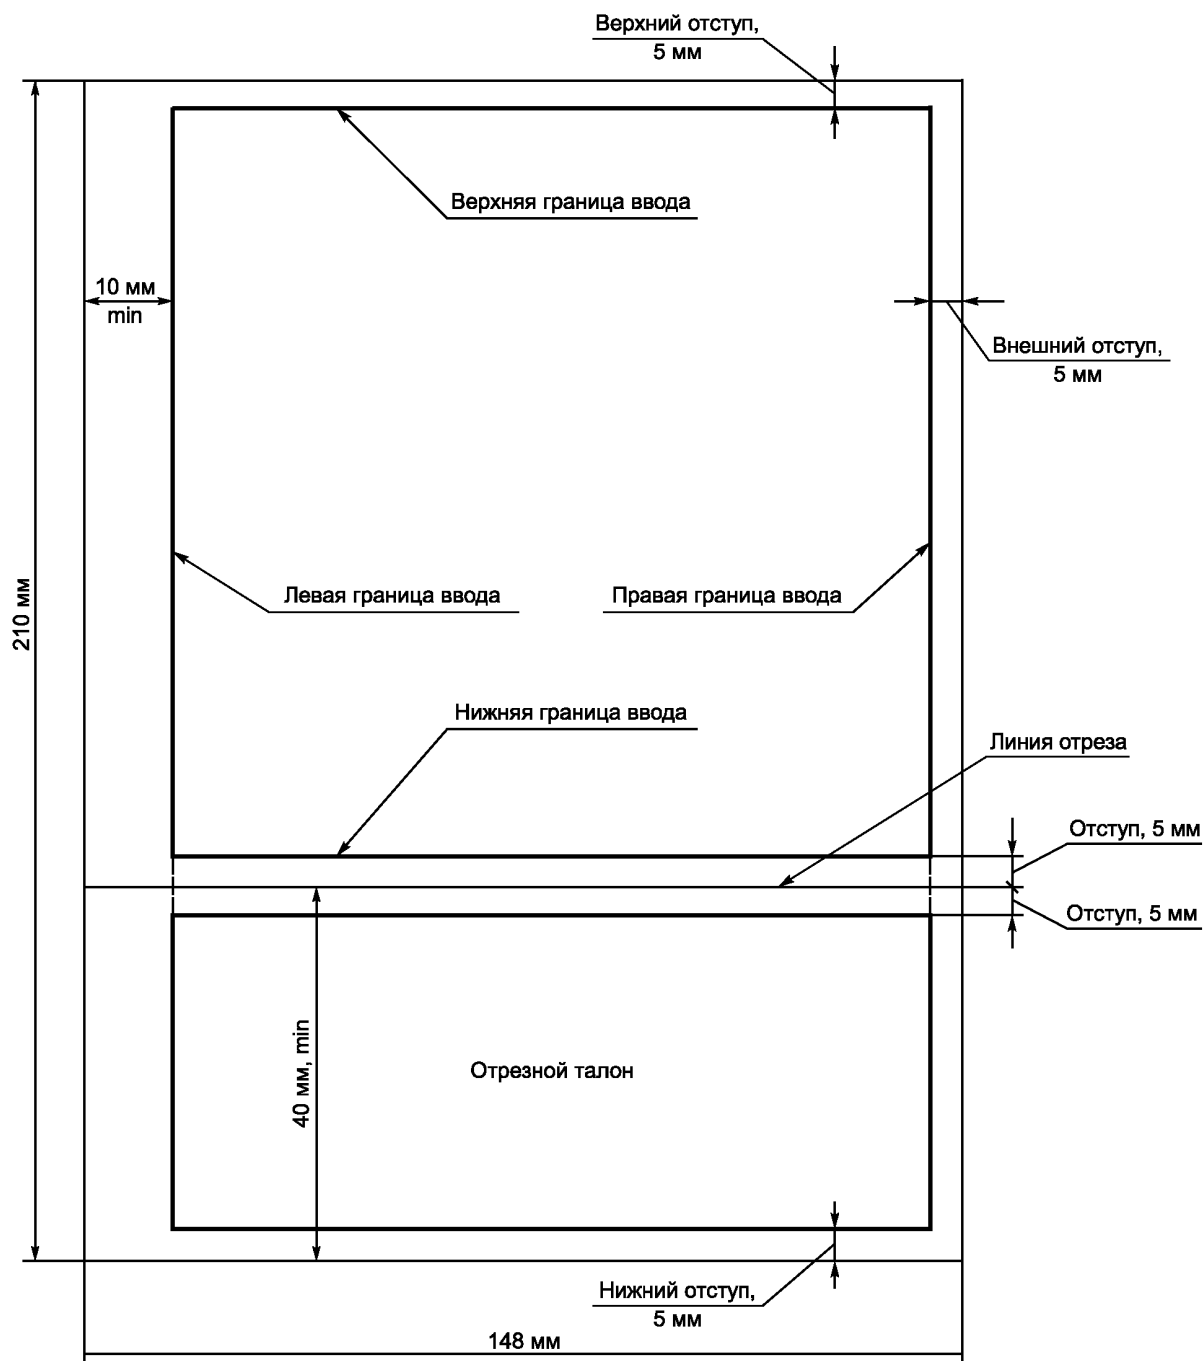 Верхний отступ,
5 мм
Верхняя граница ввода
10 мм
min
Внешний отступ,
5 мм
210 мм
Левая граница ввода
Правая граница ввода
Нижняя граница ввода
Линия отреза
Отступ, 5 мм
Отступ, 5 мм
40 мм, min
Отрезной талон
Нижний отступ,
5 мм
148 мм